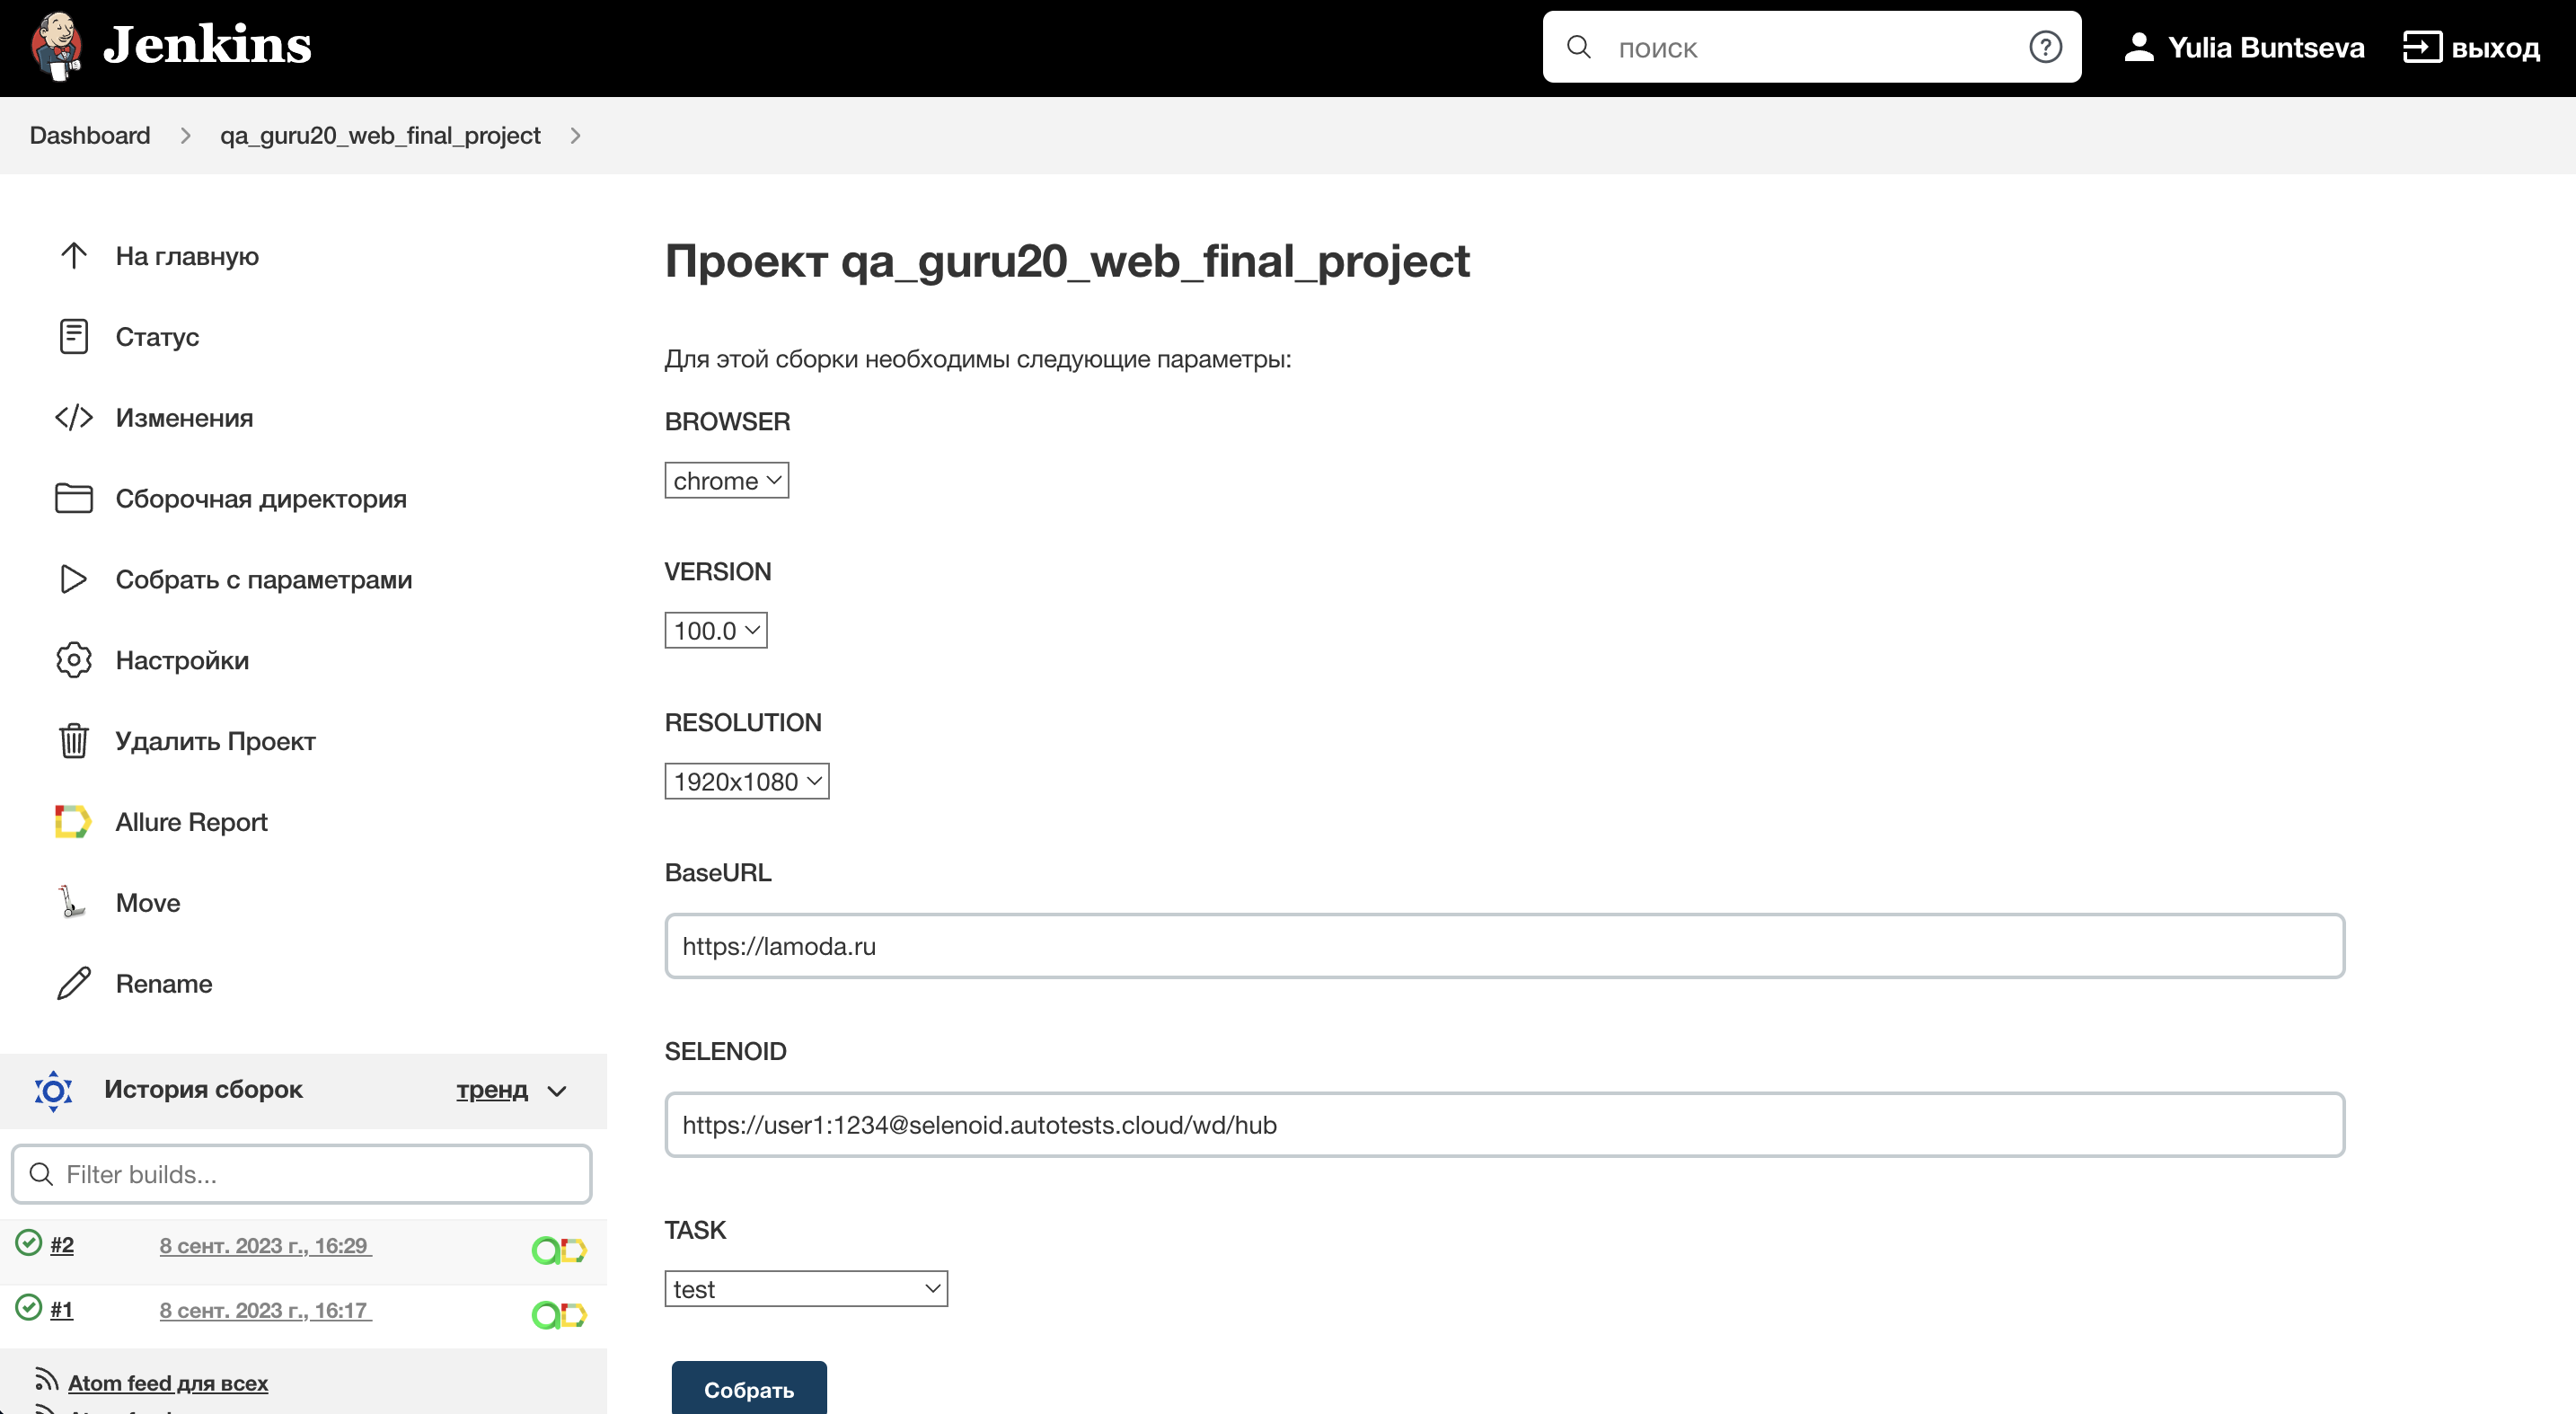 Jenkins
поиск
Yulia Buntseva
выход
Dashboard
qa_guru20_web_final_project
На главную
Статус
Изменения
Сборочная директория
Собрать с параметрами
Настройки
Удалить Проект
Allure Report
Move
Rename
История сборок
тренд
Filter builds...
#2
8 сент. 2023 г., 16:29
#1
8 сент. 2023 г., 16:17
Atom feed для всех
Проект qa_guru20_web_final_project
Для этой сборки необходимы следующие параметры:
BROWSER
chrome
VERSION
100.0
RESOLUTION
1920x1080
BaseURL
https://lamoda.ru
SELENOID
https://user1:1234@selenoid.autotests.cloud/wd/hub
TASK
test
Собрать